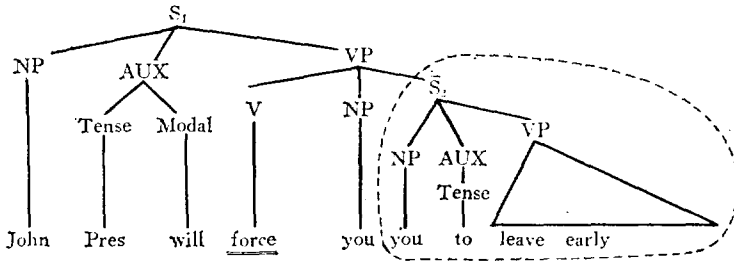 S₁
NP AUX VP
S̄₂
Tense Modal V NP VP
NP AUX
Tense
John Pres will force you you to leave early